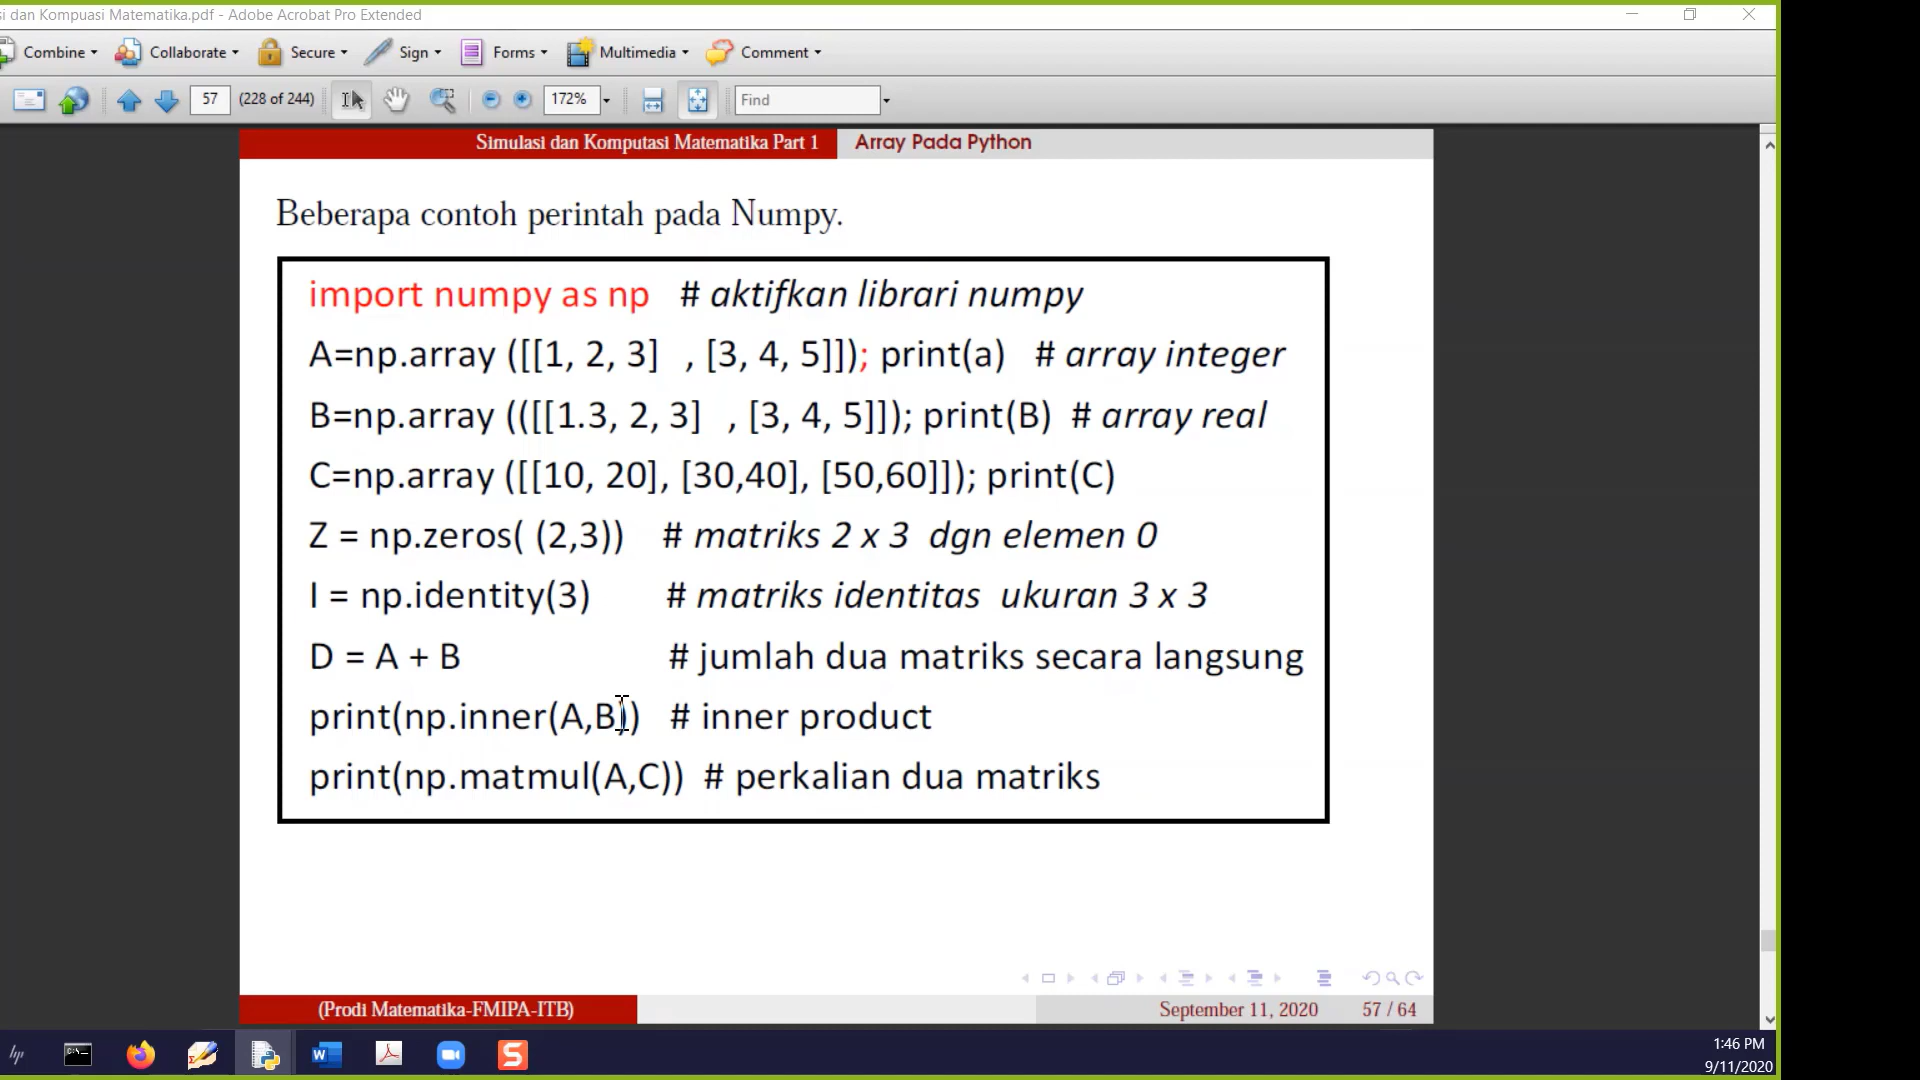 si dan Kompuasi Matematika.pdf - Adobe Acrobat Pro Extended
Combine Collaborate Secure Sign Forms Multimedia Comment
57 (228 of 244) 172% Find
Simulasi dan Komputasi Matematika Part 1 Array Pada Python
Beberapa contoh perintah pada Numpy.
import numpy as np # aktifkan librari numpy
A=np.array ([[1, 2, 3] , [3, 4, 5]]); print(a) # array integer
B=np.array (([[1.3, 2, 3] , [3, 4, 5]]); print(B) # array real
C=np.array ([[10, 20], [30,40], [50,60]]); print(C)
Z = np.zeros( (2,3)) # matriks 2 x 3 dgn elemen 0
I = np.identity(3) # matriks identitas ukuran 3 x 3
D = A + B # jumlah dua matriks secara langsung
print(np.inner(A,B)) # inner product
print(np.matmul(A,C)) # perkalian dua matriks
(Prodi Matematika-FMIPA-ITB) September 11, 2020 57 / 64
1:46 PM
9/11/2020